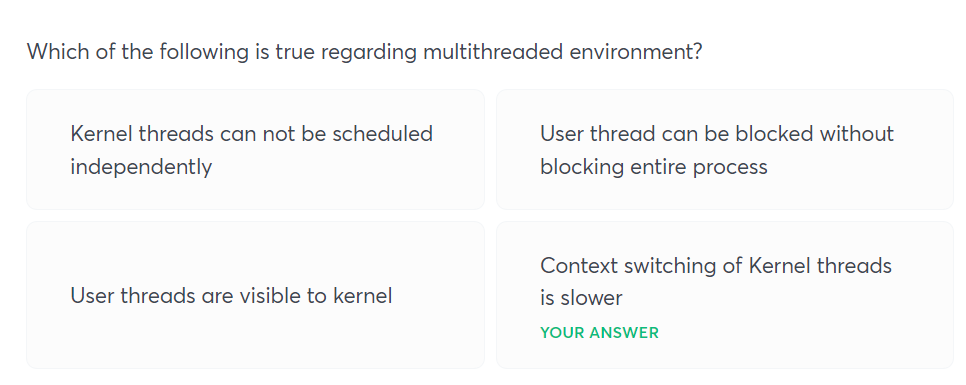 Which of the following is true regarding multithreaded environment?
Kernel threads can not be scheduled
independently
User thread can be blocked without
blocking entire process
User threads are visible to kernel
Context switching of Kernel threads
is slower
YOUR ANSWER